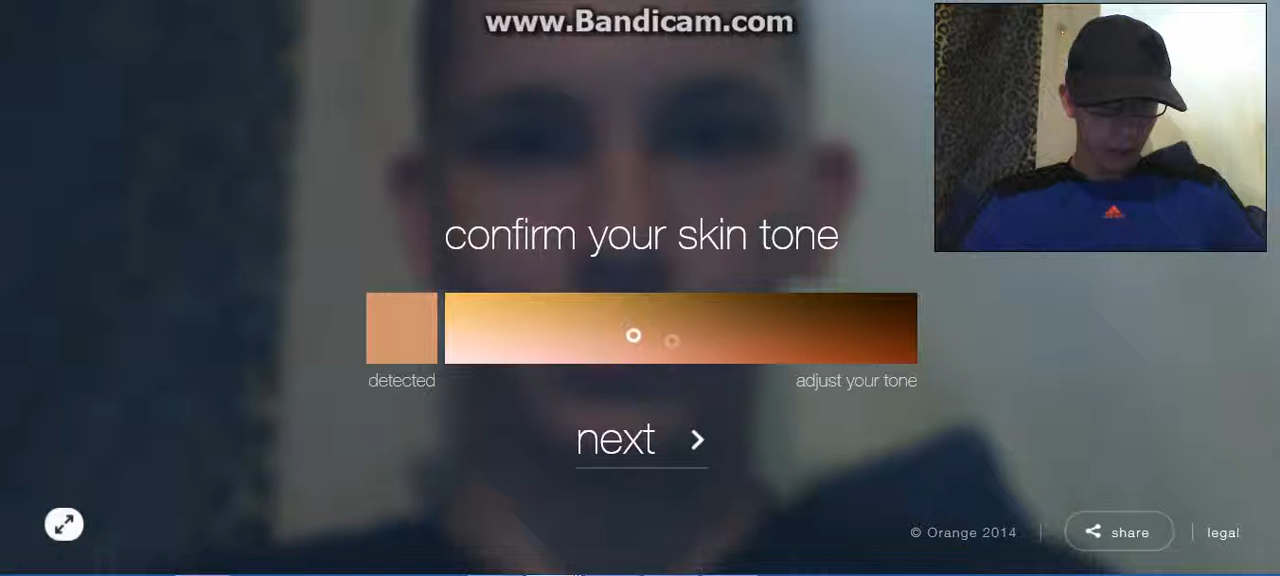 www.Bandicam.com
confirm your skin tone
detected
adjust your tone
next
© Orange 2014
share
legal